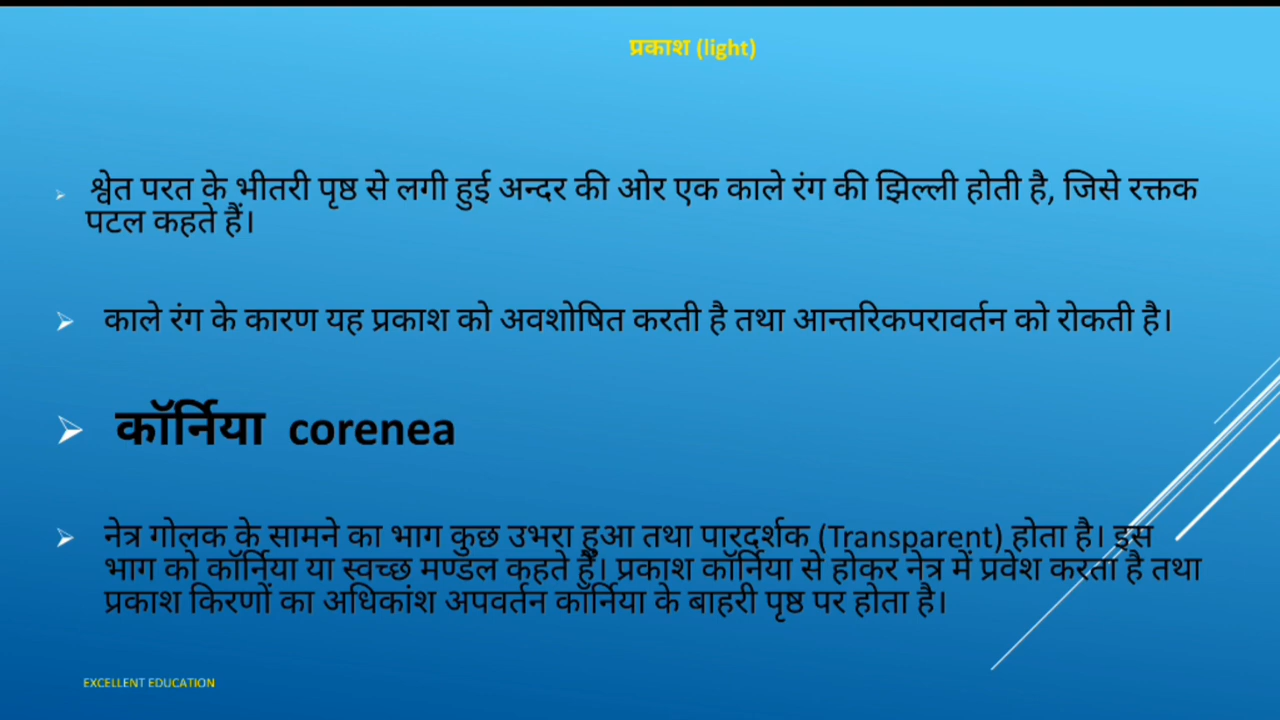 प्रकाश (light)
श्वेत परत के भीतरी पृष्ठ से लगी हुई अन्दर की ओर एक काले रंग की झिल्ली होती है, जिसे रक्तक
पटल कहते हैं।
काले रंग के कारण यह प्रकाश को अवशोषित करती है तथा आन्तरिकपरावर्तन को रोकती है।
कॉर्निया corenea
नेत्र गोलक के सामने का भाग कुछ उभरा हुआ तथा पारदर्शक (Transparent) होता है। इस
भाग को कॉर्निया या स्वच्छ मण्डल कहते हैं। प्रकाश कॉर्निया से होकर नेत्र में प्रवेश करता है तथा
प्रकाश किरणों का अधिकांश अपवर्तन कॉर्निया के बाहरी पृष्ठ पर होता है।
EXCELLENT EDUCATION